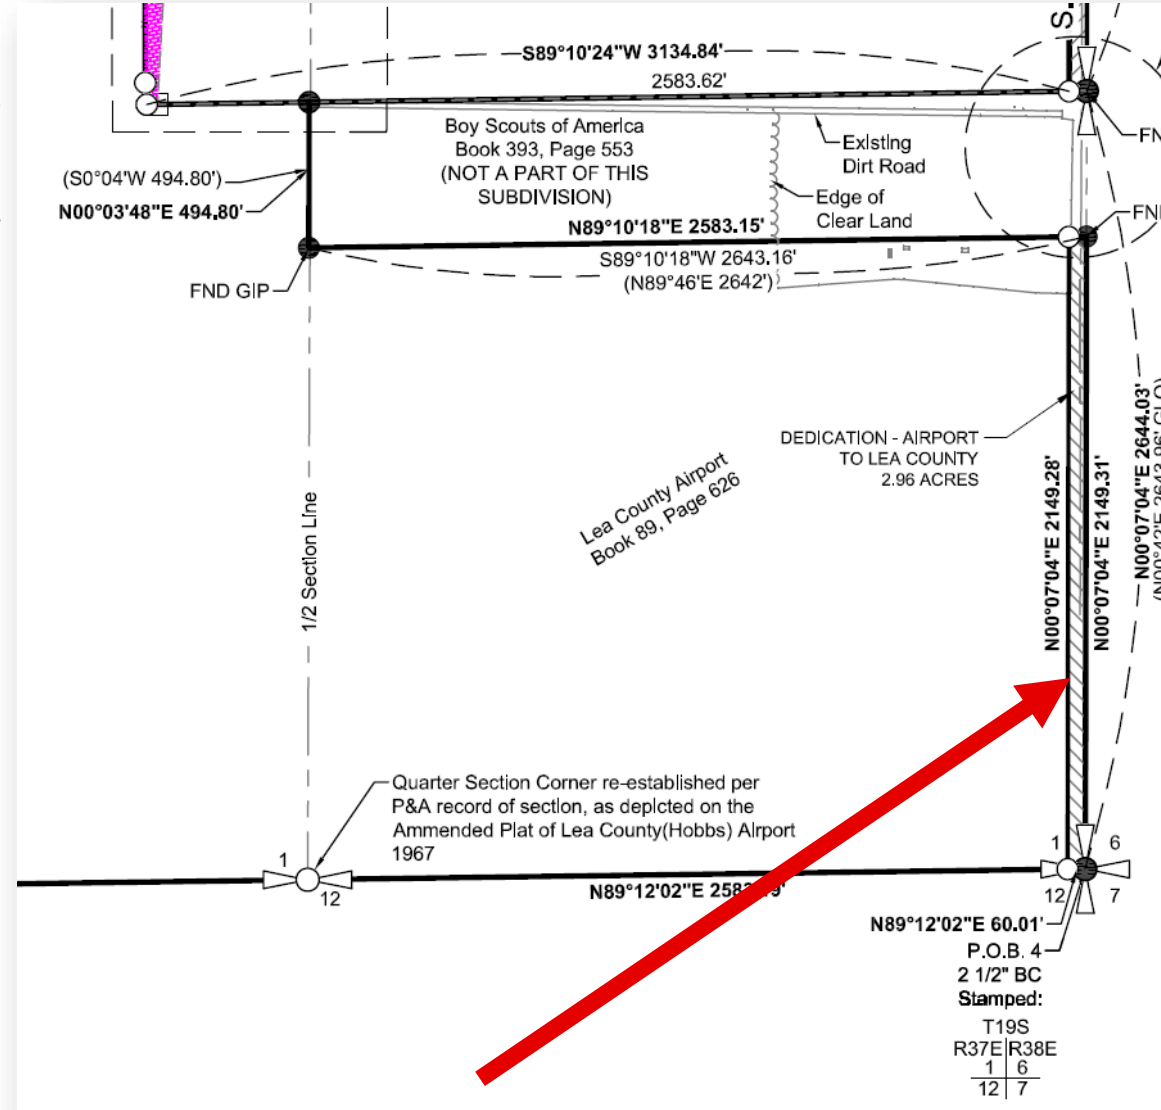 S.
S89°10'24"W 3134.84'
2583.62'
Boy Scouts of America
Book 393, Page 553
(NOT A PART OF THIS
SUBDIVISION)
Existing
Dirt Road
Edge of
Clear Land
FN
(S0°04'W 494.80')
N00°03'48"E 494.80'
N89°10'18"E 2583.15'
S89°10'18"W 2643.16'
(N89°46'E 2642')
FND GIP
DEDICATION - AIRPORT
TO LEA COUNTY
2.96 ACRES
Lea County Airport
Book 89, Page 626
1/2 Section Line
N00°07'04"E 2149.28'
N00°07'04"E 2149.31'
N00°07'04"E 2644.03'
Quarter Section Corner re-established per
P&A record of section, as depicted on the
Ammended Plat of Lea County(Hobbs) Airport
1967
1
12
1
6
12
7
N89°12'02"E
N89°12'02"E 60.01'
P.O.B. 4
2 1/2" BC
Stamped:
T19S
R37E R38E
1 6
12 7